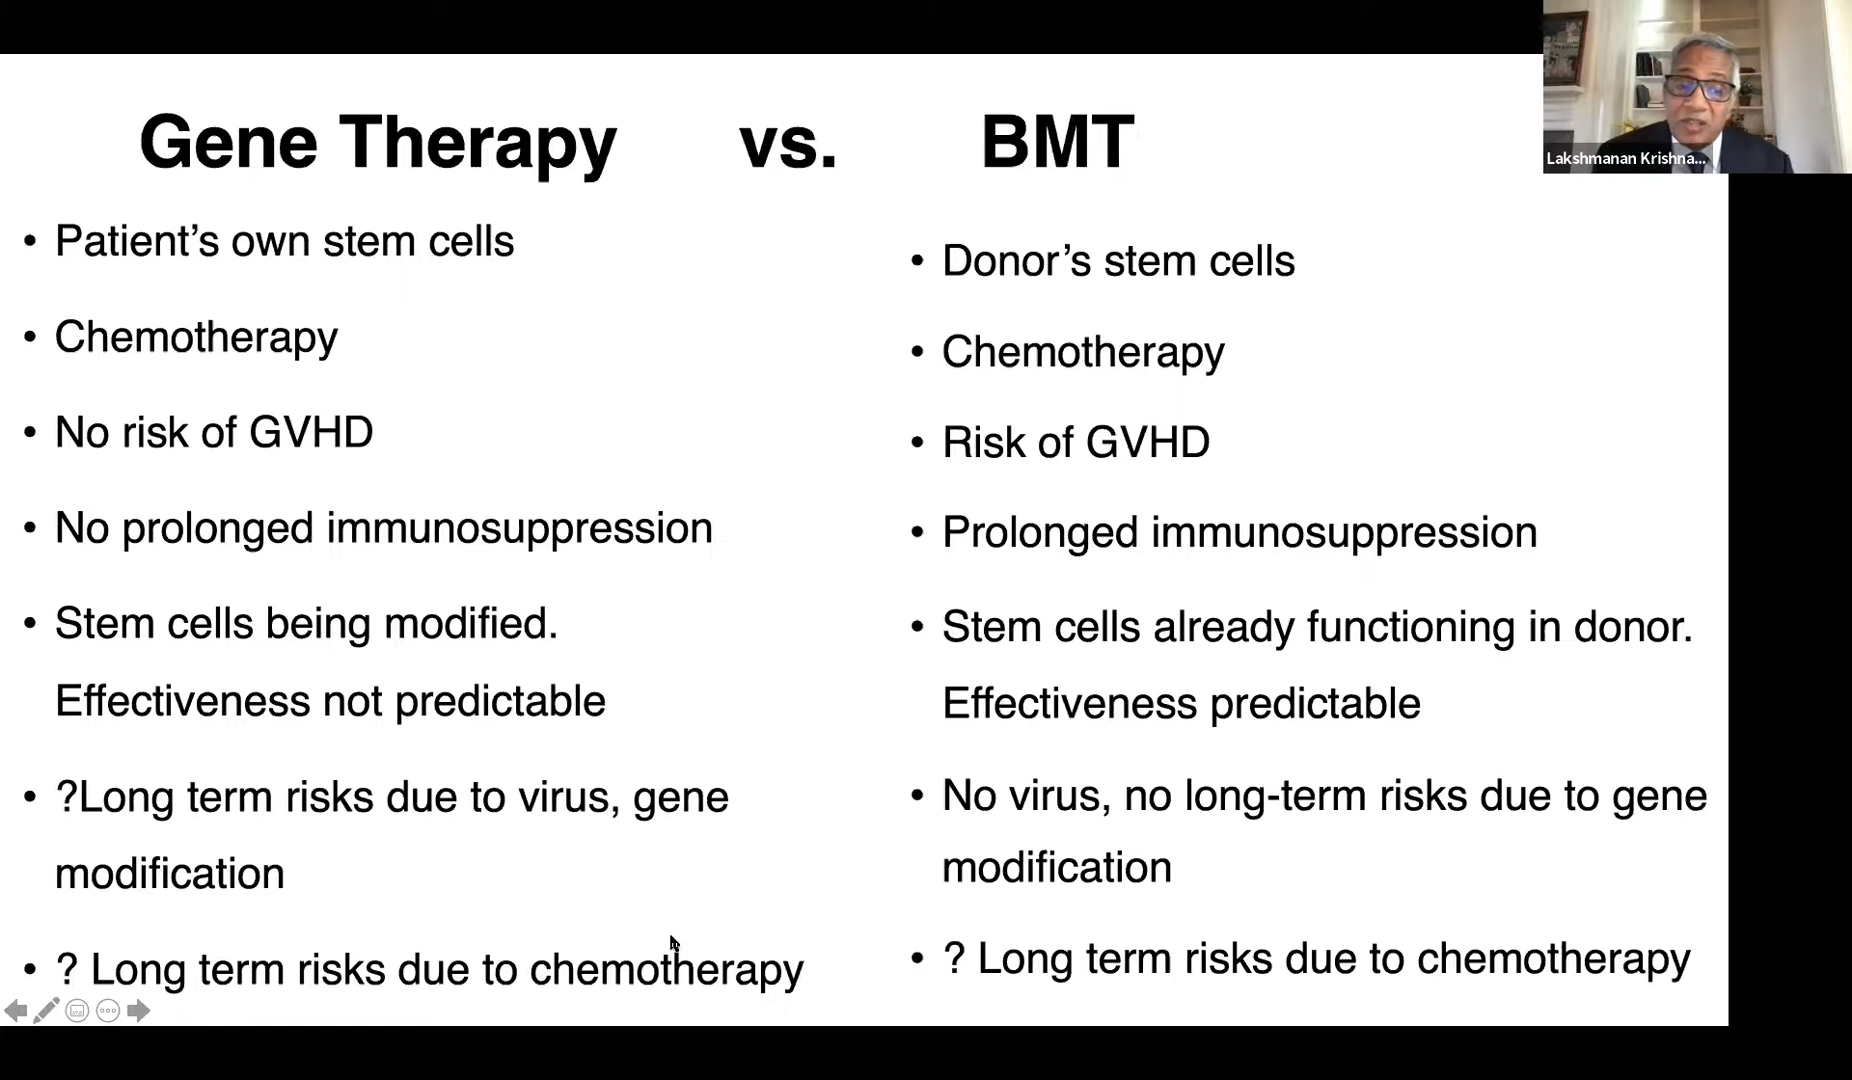 Gene Therapy vs. BMT
• Patient’s own stem cells
• Chemotherapy
• No risk of GVHD
• No prolonged immunosuppression
• Stem cells being modified.
Effectiveness not predictable
• ?Long term risks due to virus, gene
modification
• ? Long term risks due to chemotherapy
• Donor’s stem cells
• Chemotherapy
• Risk of GVHD
• Prolonged immunosuppression
• Stem cells already functioning in donor.
Effectiveness predictable
• No virus, no long-term risks due to gene
modification
• ? Long term risks due to chemotherapy
Lakshmanan Krishna...